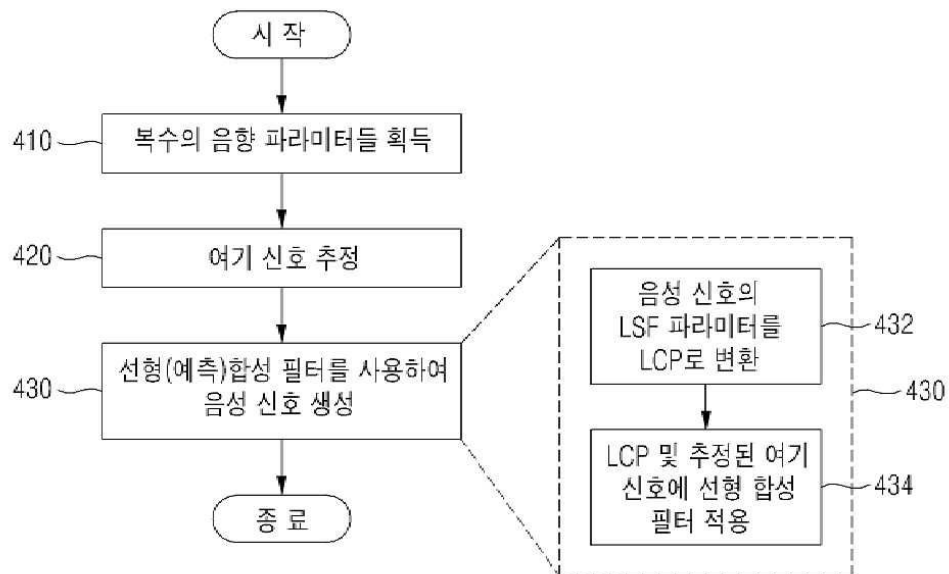 시 작
410
복수의 음향 파라미터들 획득
420
여기 신호 추정
430
선형(예측)합성 필터를 사용하여
음성 신호 생성
종 료
음성 신호의
LSF 파라미터를
LCP로 변환
432
430
LCP 및 추정된 여기
신호에 선형 합성
필터 적용
434